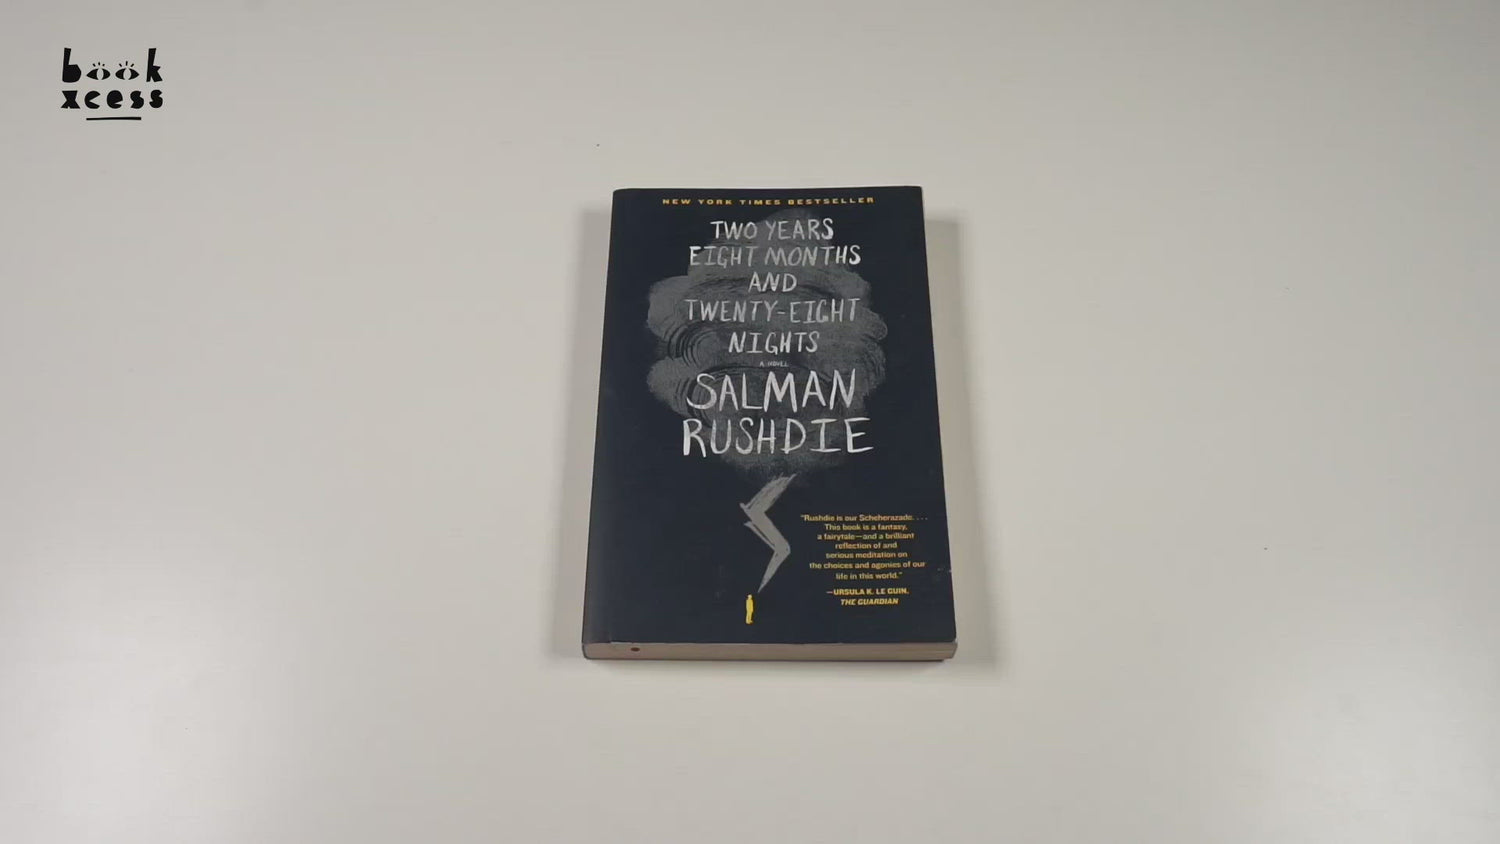 book
xcess
NEW YORK TIMES BESTSELLER
TWO YEARS
EIGHT MONTHS
AND
TWENTY-EIGHT
NIGHTS
A NOVEL
SALMAN
RUSHDIE
"Rushdie is our Scheherazade. . . .
This book is a fantasy,
a fairytale—and a brilliant
reflection of and
serious meditation on
the choices and agonies of our
life in this world."
—URSULA K. LE GUIN,
THE GUARDIAN